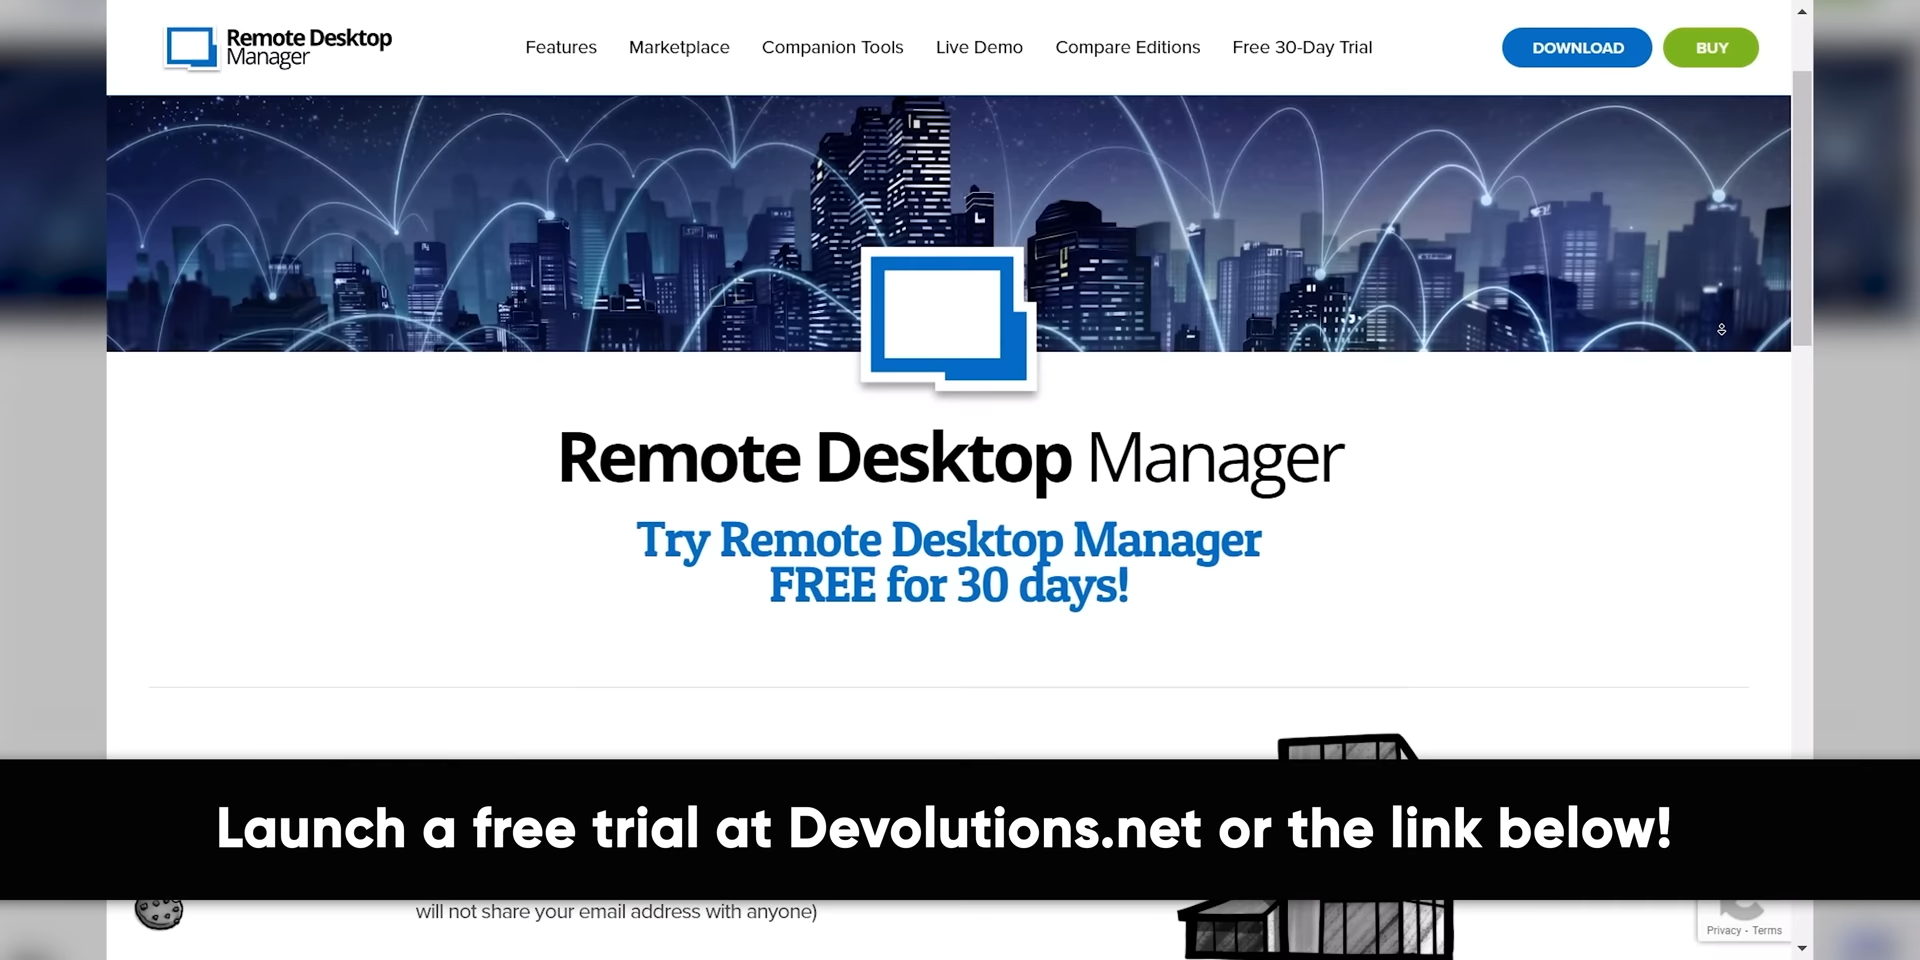 Remote Desktop
Manager
Features
Marketplace
Companion Tools
Live Demo
Compare Editions
Free 30-Day Trial
DOWNLOAD
BUY
Remote Desktop Manager
Try Remote Desktop Manager
FREE for 30 days!
Launch a free trial at Devolutions.net or the link below!
will not share your email address with anyone)
Privacy - Terms